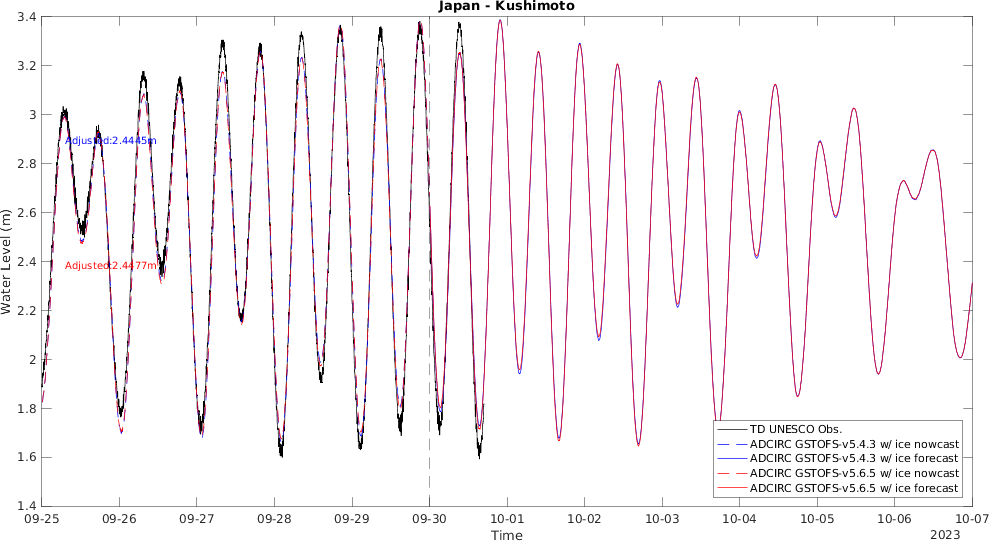 Japan - Kushimoto
3.4
3.2
3
2.8
2.6
2.4
2.2
2
1.8
1.6
1.4
Water Level (m)
Adjusted:2.4445m
Adjusted:2.4477m
TD UNESCO Obs.
ADCIRC GSTOFS-v5.4.3 w/ ice nowcast
ADCIRC GSTOFS-v5.4.3 w/ ice forecast
ADCIRC GSTOFS-v5.6.5 w/ ice nowcast
ADCIRC GSTOFS-v5.6.5 w/ ice forecast
09-25 09-26 09-27 09-28 09-29 09-30 10-01 10-02 10-03 10-04 10-05 10-06 10-07
Time
2023